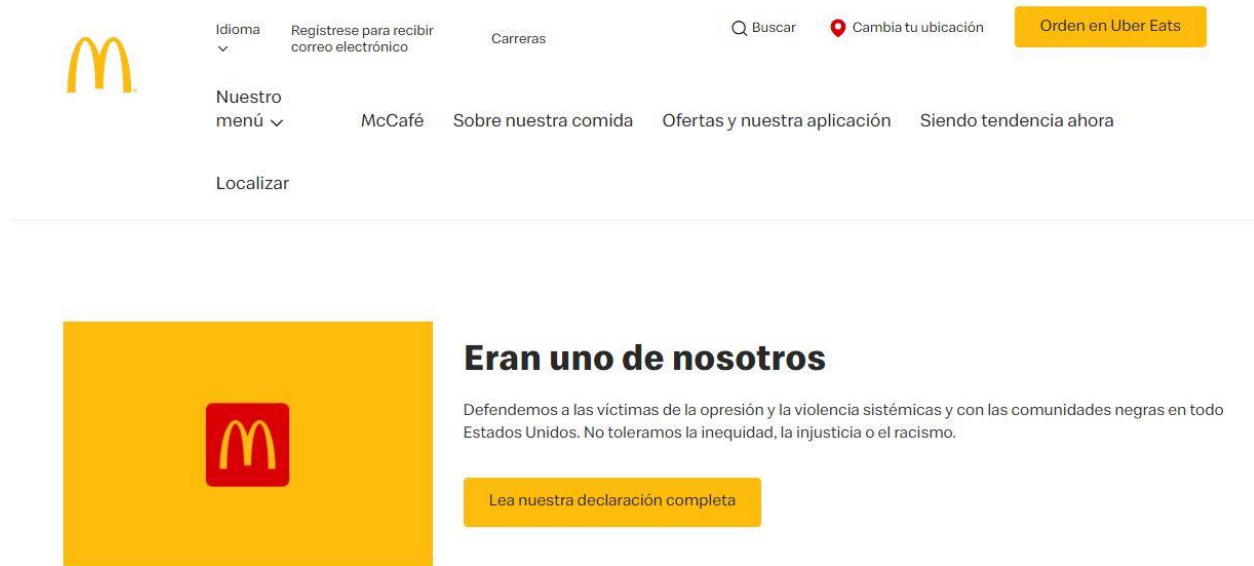 Idioma
Regístrese para recibir
correo electrónico
Carreras
Buscar
Cambia tu ubicación
Orden en Uber Eats
Nuestro
menú
McCafé
Sobre nuestra comida
Ofertas y nuestra aplicación
Siendo tendencia ahora
Localizar
Eran uno de nosotros
Defendemos a las víctimas de la opresión y la violencia sistémicas y con las comunidades negras en todo
Estados Unidos. No toleramos la inequidad, la injusticia o el racismo.
Lea nuestra declaración completa